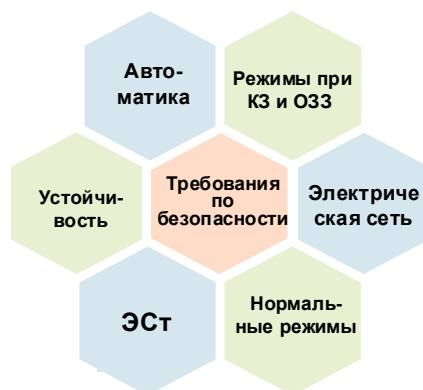 Авто-
матика
Режимы при
КЗ и ОЗЗ
Устойчи-
вость
Требования
по
безопасности
Электриче
ская сеть
ЭСт
Нормаль-
ные режимы